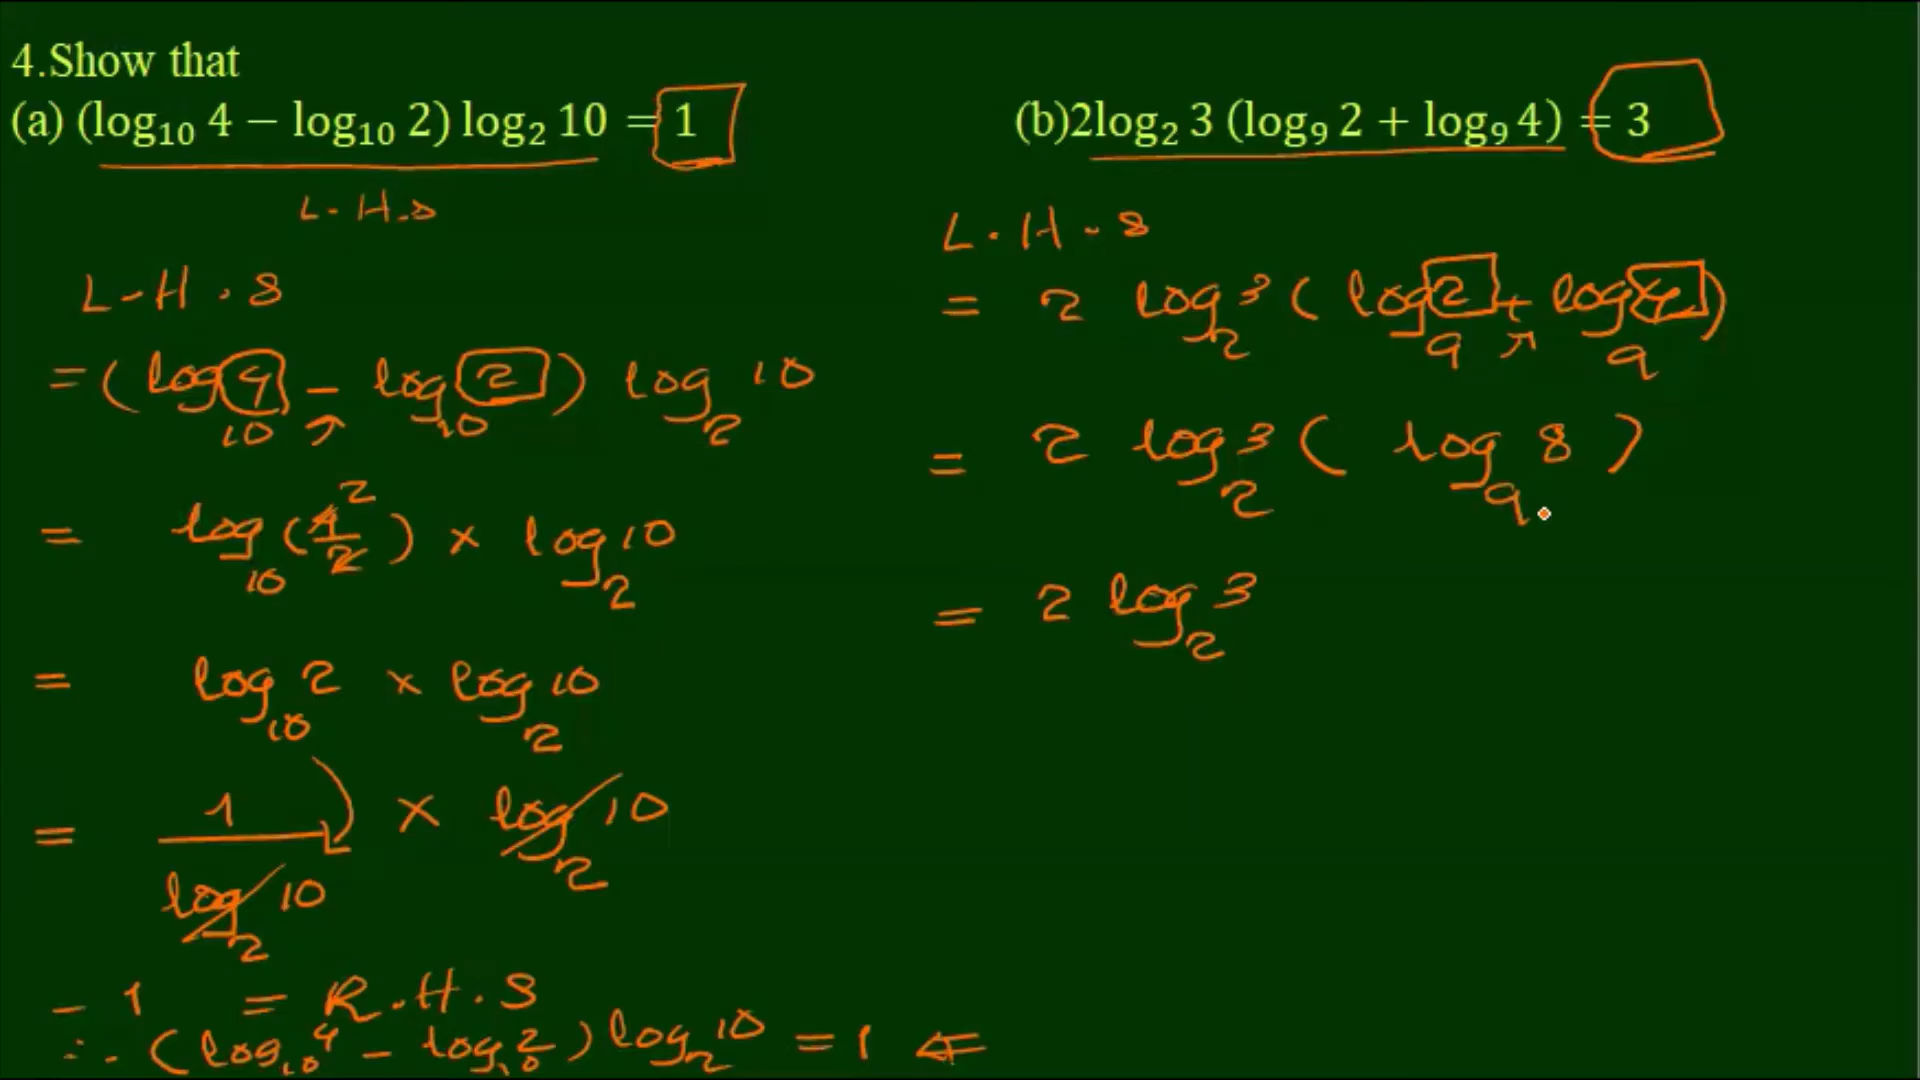 4.Show that
(a) (log₁₀ 4 − log₁₀ 2) log₂ 10 = 1
L-H.S
L-H.S
= (log₁₀ 4 − log₁₀ 2) log₂ 10
= log₁₀ (4/2) 2 × log₂ 10
= log₁₀ 2 × log₂ 10
= 1/log₂ 10 × log₂ 10
- 1 = R.H.S
∴ (log₁₀ 4 − log₁₀ 2) log₂ 10 = 1 ⇐
(b)2log₂ 3 (log₉ 2 + log₉ 4) = 3
L.H.S
= 2 log₂ 3 (log₉ 2 + log₉ 4)
= 2 log₂ 3 (log₉ 8)
= 2 log₂ 3